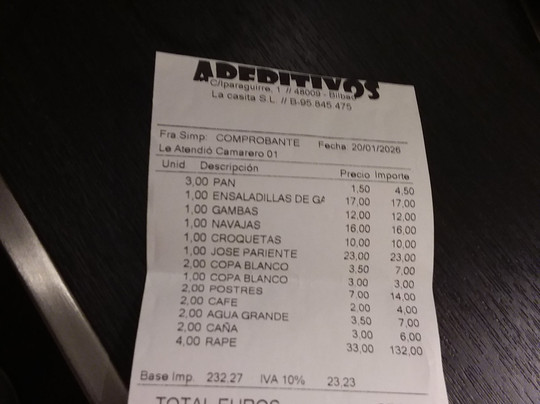 APERITIVOS
C/Iparaguirre, 1 // 48009 - Bilbao
La casita S.L. // B-95.845.475
Fra Simp: COMPROBANTE Fecha 20/01/2026
Le Atendió Camarero 01
Unid Descripción Precio Importe
3,00 PAN 1,50 4,50
1,00 ENSALADILLAS DE GA 17,00 17,00
1,00 GAMBAS 12,00 12,00
1,00 NAVAJAS 16,00 16,00
1,00 CROQUETAS 10,00 10,00
1,00 JOSE PARIENTE 23,00 23,00
2,00 COPA BLANCO 3,50 7,00
1,00 COPA BLANCO 3,00 3,00
2,00 POSTRES 7,00 14,00
2,00 CAFE 2,00 4,00
2,00 AGUA GRANDE 3,50 7,00
2,00 CAÑA 3,00 6,00
4,00 RAPE 33,00 132,00
Base Imp 232,27 IVA 10% 23,23
TOTAL EUROS